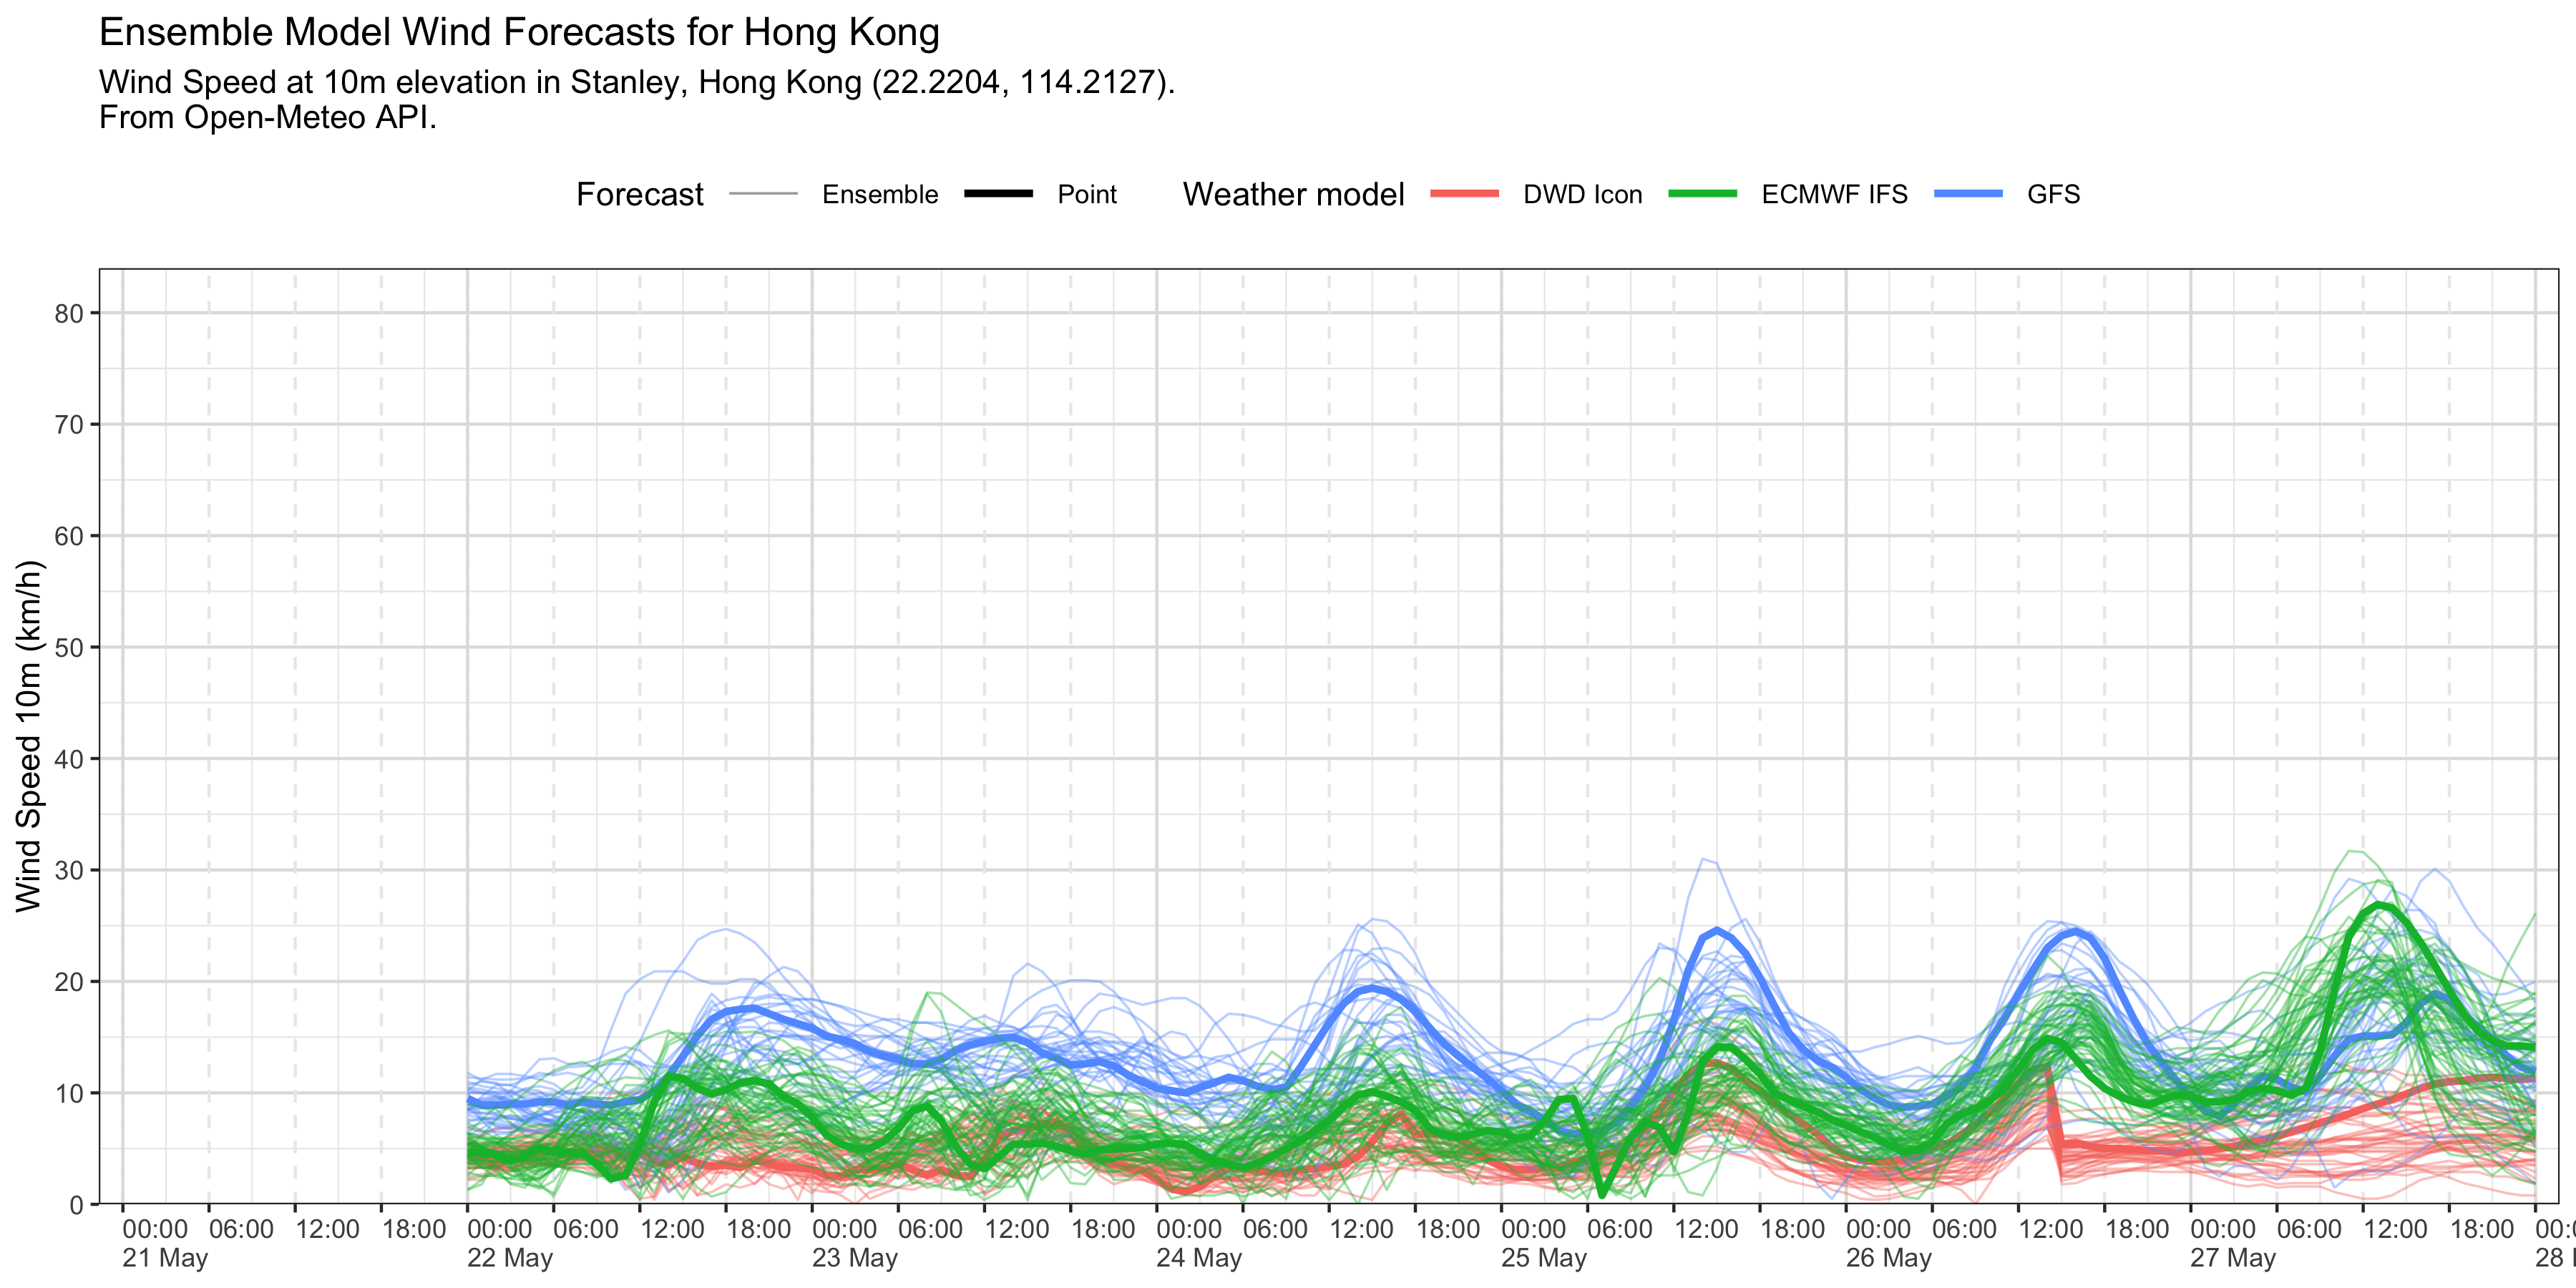 Ensemble Model Wind Forecasts for Hong Kong
Wind Speed at 10m elevation in Stanley, Hong Kong (22.2204, 114.2127).
From Open-Meteo API.
Forecast Ensemble Point Weather model DWD Icon ECMWF IFS GFS
80
70
60
50
40
30
20
10
0
Wind Speed 10m (km/h)
00:00 06:00 12:00 18:00 00:00 06:00 12:00 18:00 00:00 06:00 12:00 18:00 00:00 06:00 12:00 18:00 00:00 06:00 12:00 18:00 00:00 06:00 12:00 18:00 00:00 06:00 12:00 18:00
21 May 22 May 23 May 24 May 25 May 26 May 27 May 28